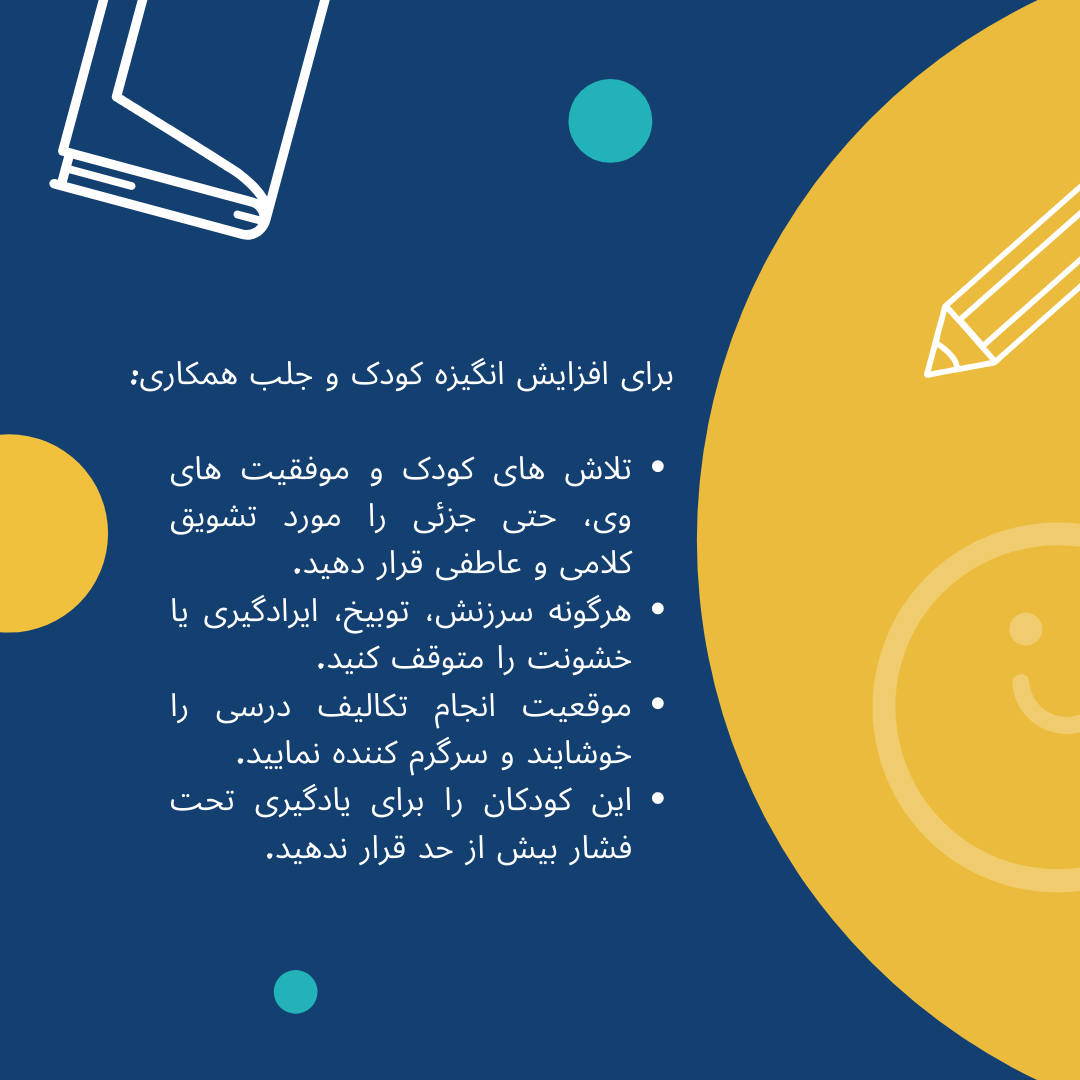 برای افزایش انگیزه کودک و جلب همکاری:
• تلاش های کودک و موفقیت های
وی، حتی جزئی را مورد تشویق
کلامی و عاطفی قرار دهید.
• هرگونه سرزنش، توبیخ، ایرادگیری یا
خشونت را متوقف کنید.
• موقعیت انجام تکالیف درسی را
خوشایند و سرگرم کننده نمایید.
• این کودکان را برای یادگیری تحت
فشار بیش از حد قرار ندهید.